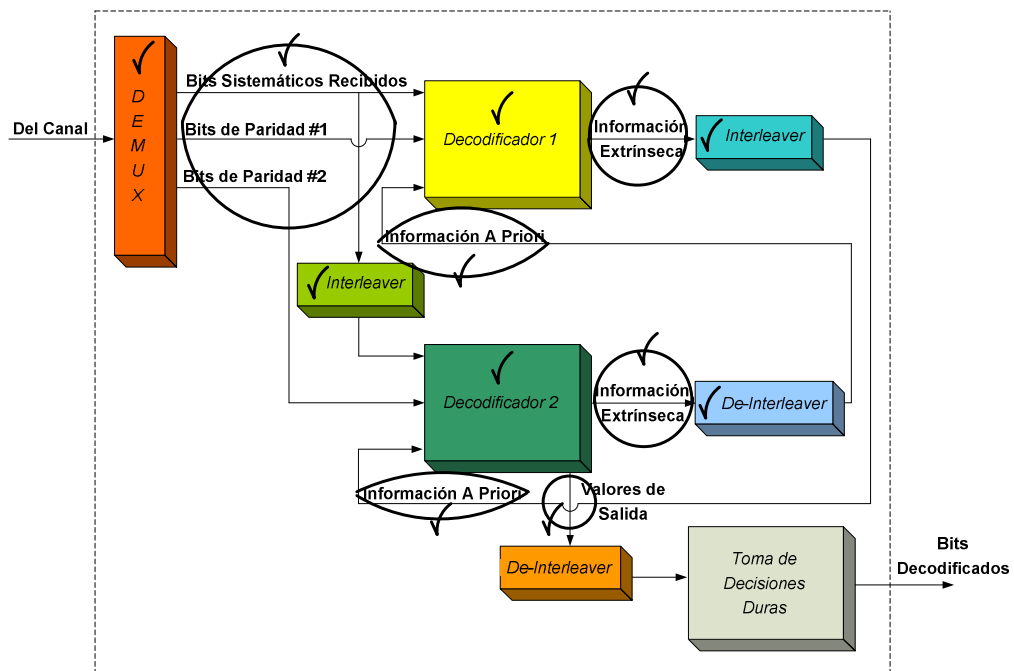 Del Canal
D
E
M
U
X
Bits Sistemáticos Recibidos
Bits de Paridad #1
Bits de Paridad #2
Decodificador 1
Información
Extrínseca
Interleaver
Información A Priori
Interleaver
Decodificador 2
Información
Extrínseca
De-Interleaver
Información A Priori
Valores de
Salida
De-Interleaver
Toma de
Decisiones
Duras
Bits
Decodificados